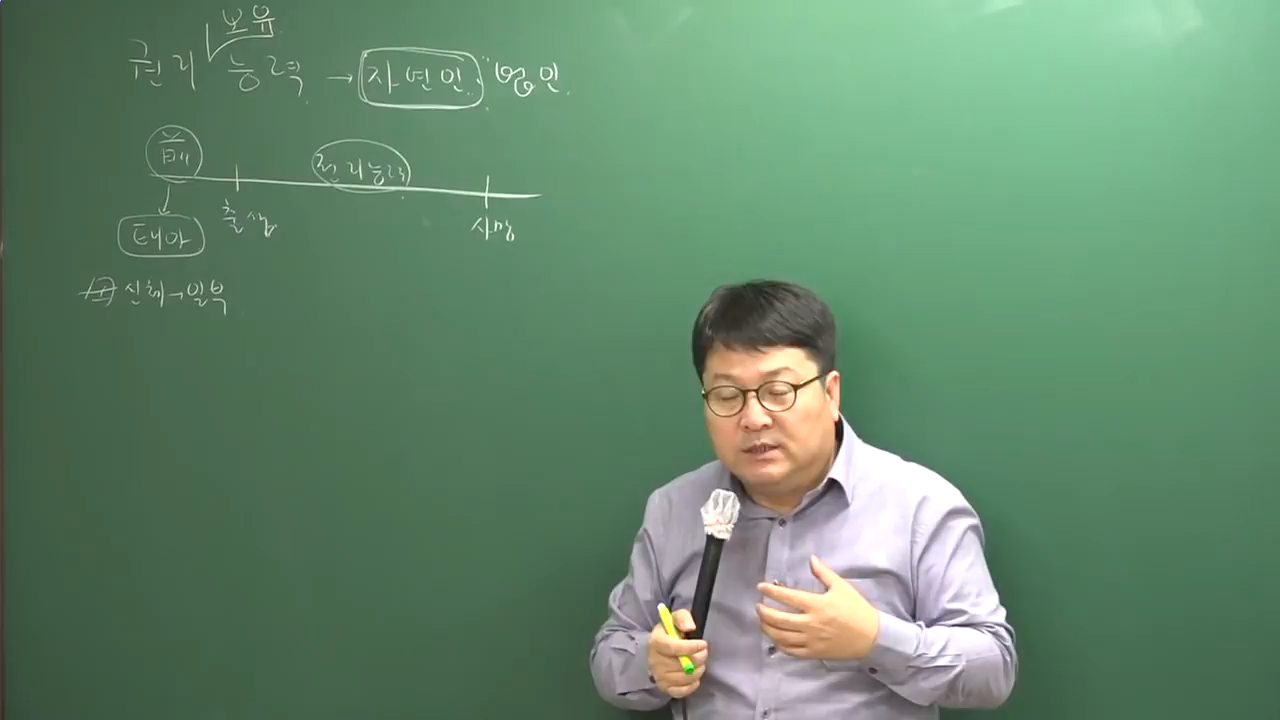 보유
권리 능력 → 자연인 법인
권리능력
출생 사망
태아
신체→일부